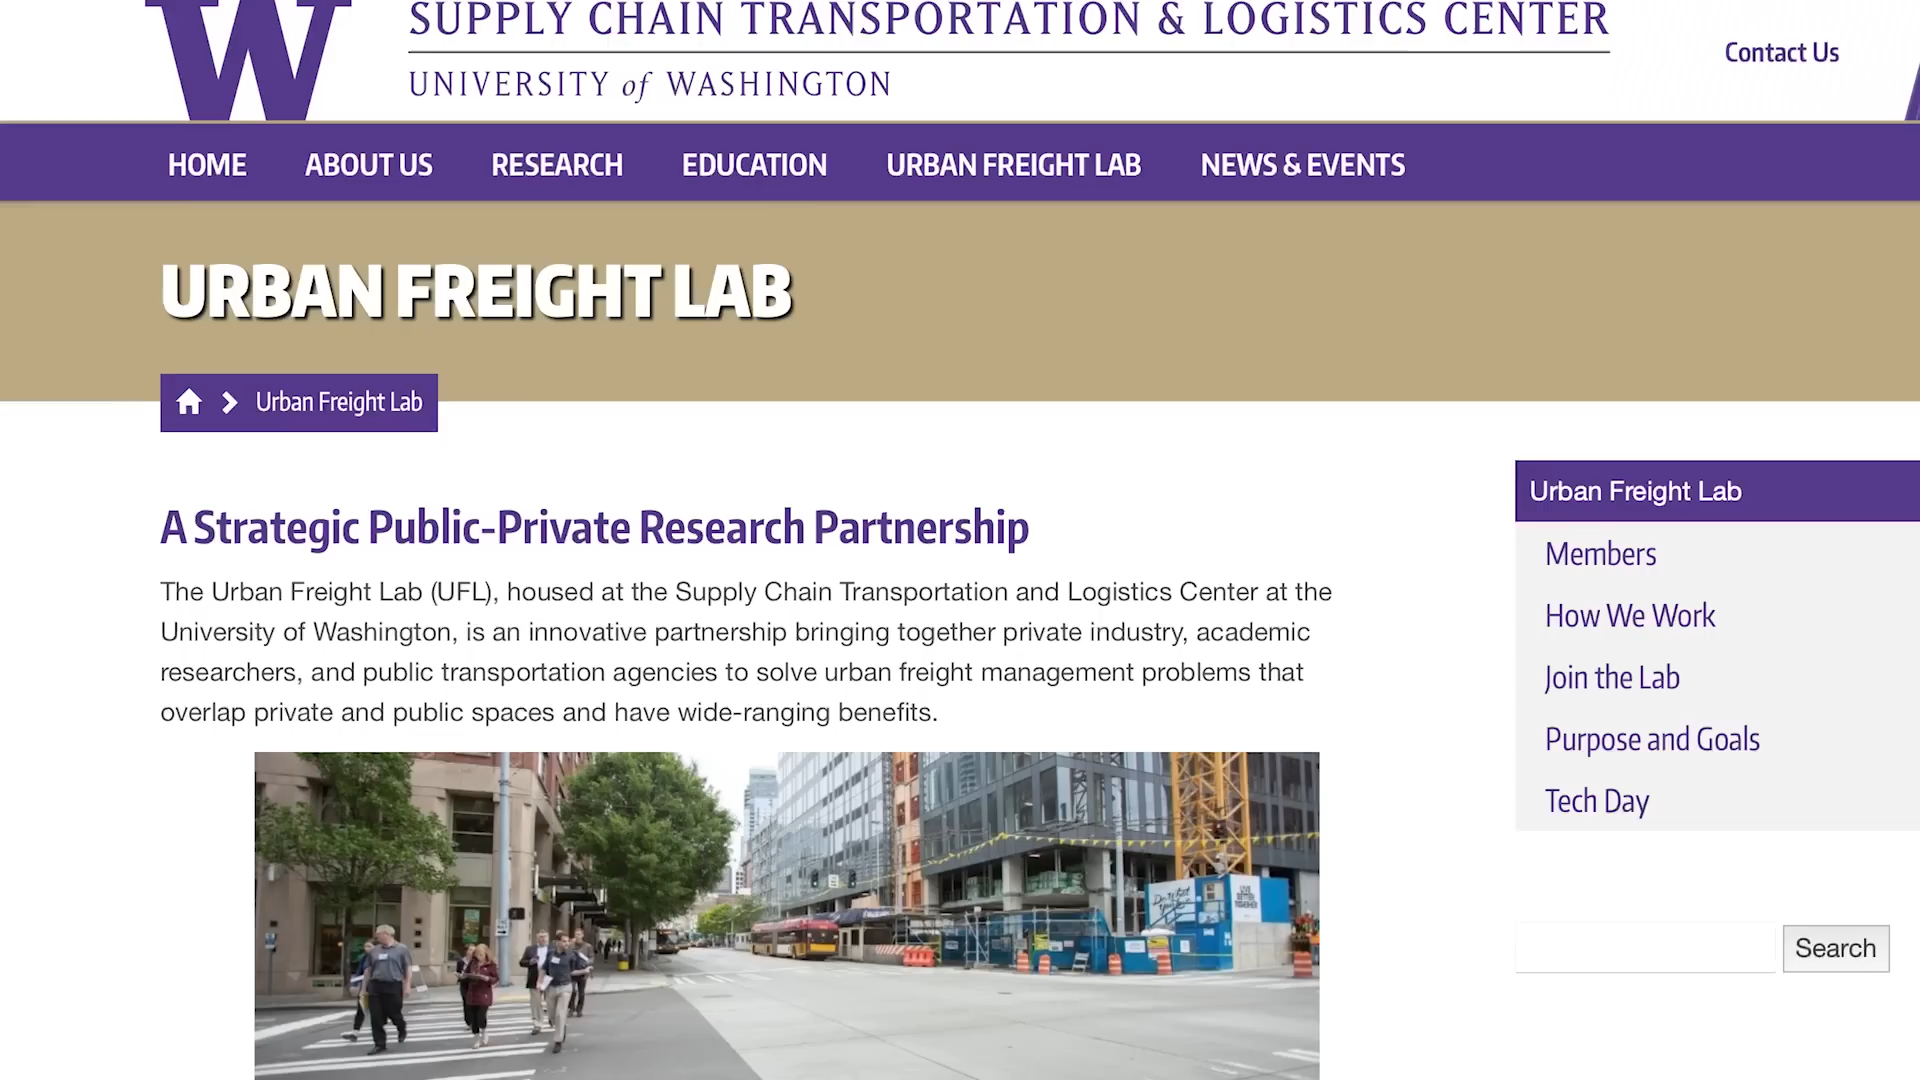 W
SUPPLY CHAIN TRANSPORTATION & LOGISTICS CENTER
UNIVERSITY of WASHINGTON
Contact Us
HOME ABOUT US RESEARCH EDUCATION URBAN FREIGHT LAB NEWS & EVENTS
URBAN FREIGHT LAB
Urban Freight Lab
A Strategic Public-Private Research Partnership
The Urban Freight Lab (UFL), housed at the Supply Chain Transportation and Logistics Center at the
University of Washington, is an innovative partnership bringing together private industry, academic
researchers, and public transportation agencies to solve urban freight management problems that
overlap private and public spaces and have wide-ranging benefits.
Urban Freight Lab
Members
How We Work
Join the Lab
Purpose and Goals
Tech Day
Search